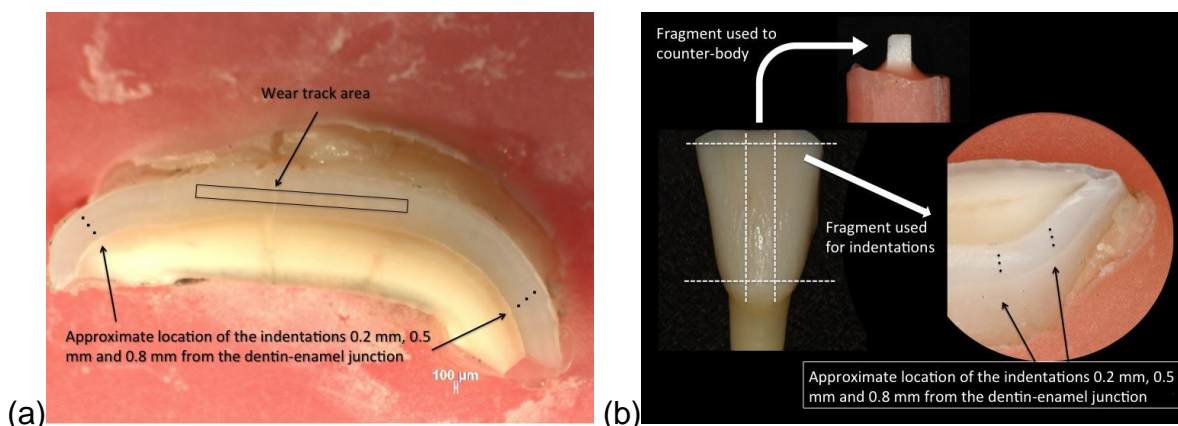 Wear track area
Approximate location of the indentations 0.2 mm, 0.5
mm and 0.8 mm from the dentin-enamel junction
100 µm
(a)
Fragment used to
counter-body
Fragment used
for indentations
Approximate location of the indentations 0.2 mm, 0.5
mm and 0.8 mm from the dentin-enamel junction
(b)